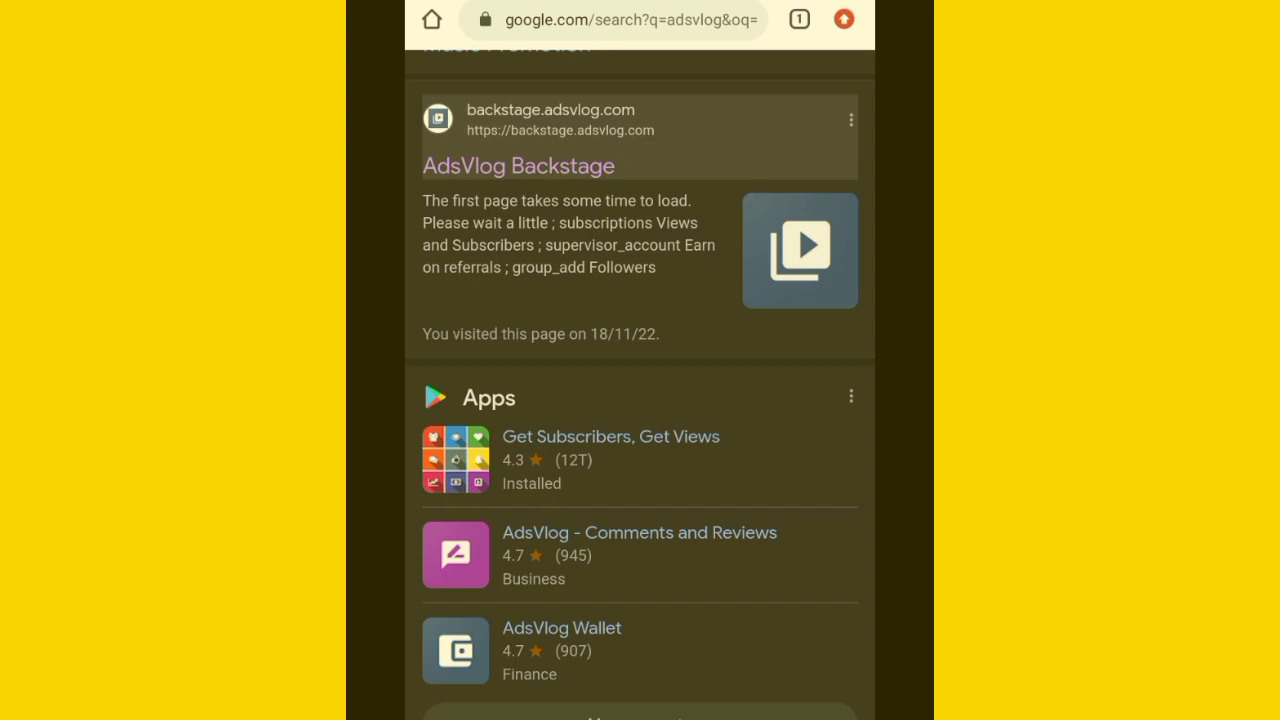 google.com/search?q=adsvlog&oq=
1
Music Promotion
backstage.adsvlog.com
https://backstage.adsvlog.com
AdsVlog Backstage
The first page takes some time to load.
Please wait a little ; subscriptions Views
and Subscribers ; supervisor_account Earn
on referrals ; group_add Followers
You visited this page on 18/11/22.
Apps
Get Subscribers, Get Views
4.3 ★ (12T)
Installed
AdsVlog - Comments and Reviews
4.7 ★ (945)
Business
AdsVlog Wallet
4.7 ★ (907)
Finance